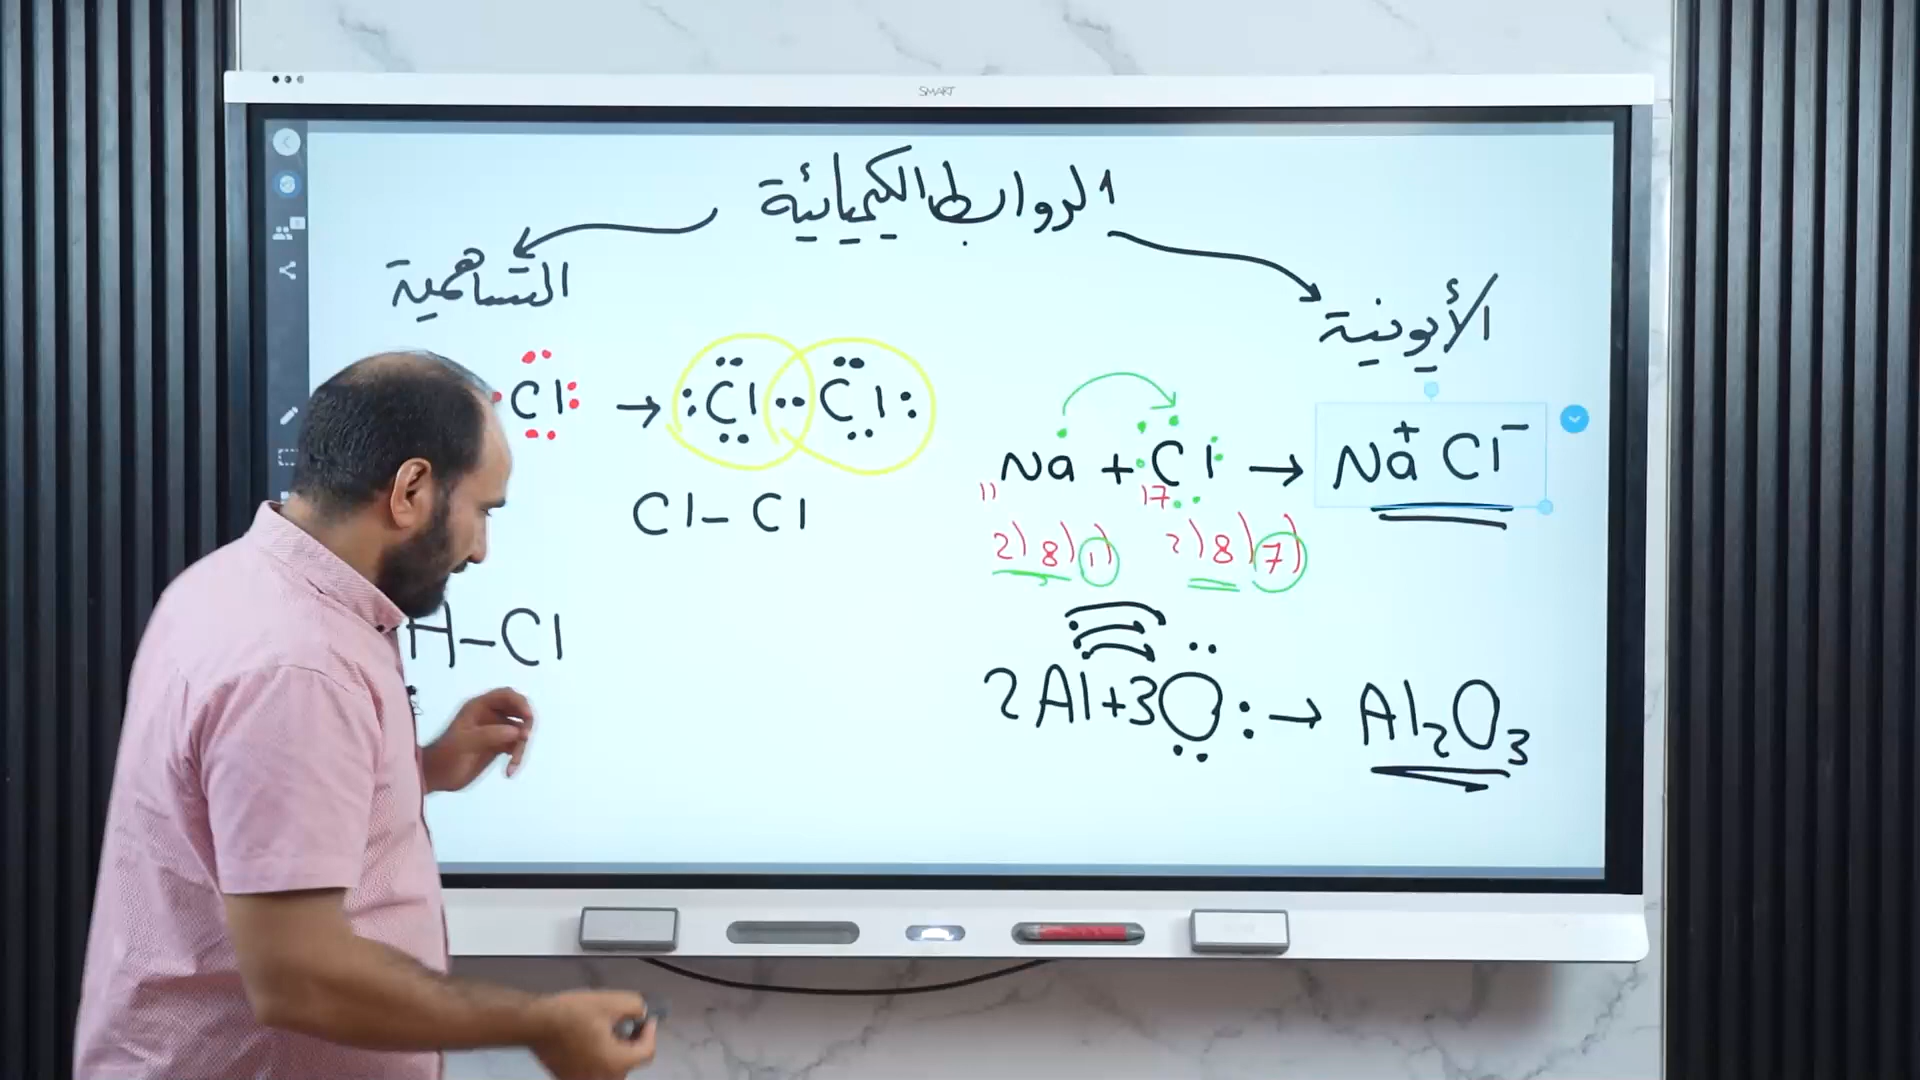 SMART
الروابط الكيميائية
الأيونية
التساهمية
Na + Cl → Na⁺ Cl⁻
11 17
2) 8) 1) 2) 8) 7)
2Al+3O → Al₂O₃
Cl → Cl Cl
Cl – Cl
H–Cl